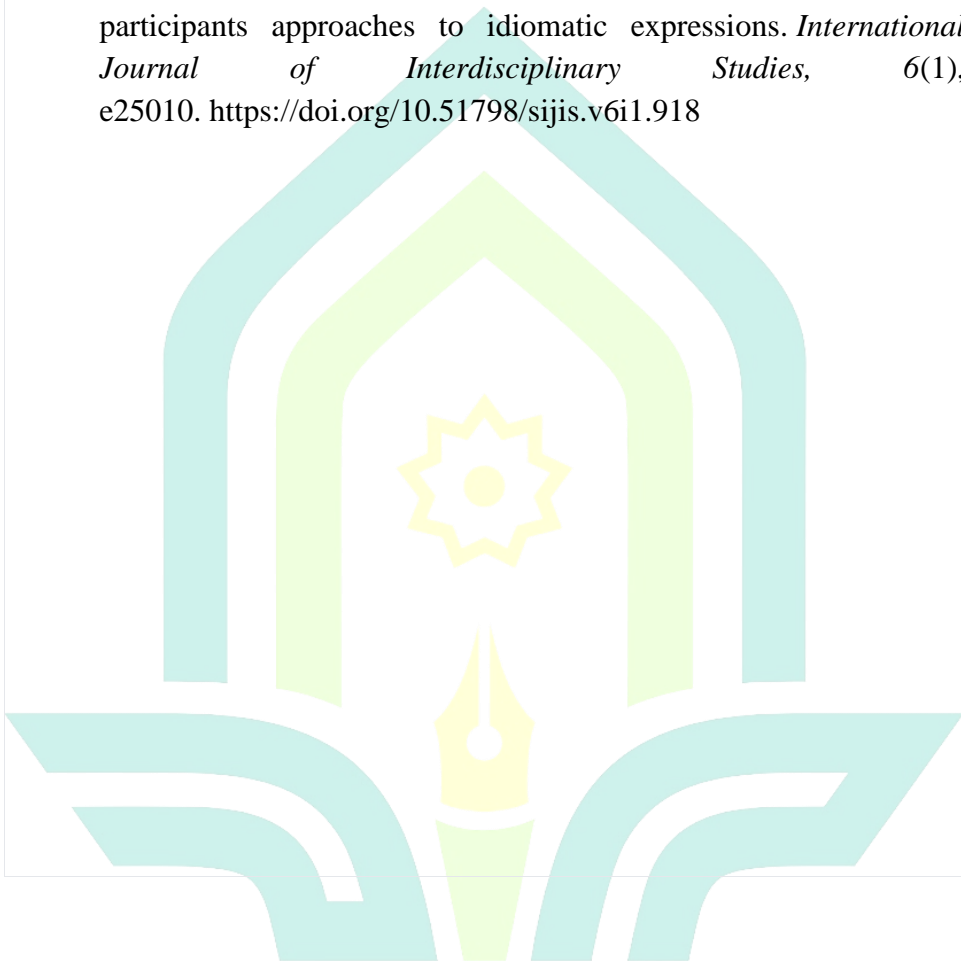 participants approaches to idiomatic expressions. International
Journal of Interdisciplinary Studies, 6(1),
e25010. https://doi.org/10.51798/sijis.v6i1.918